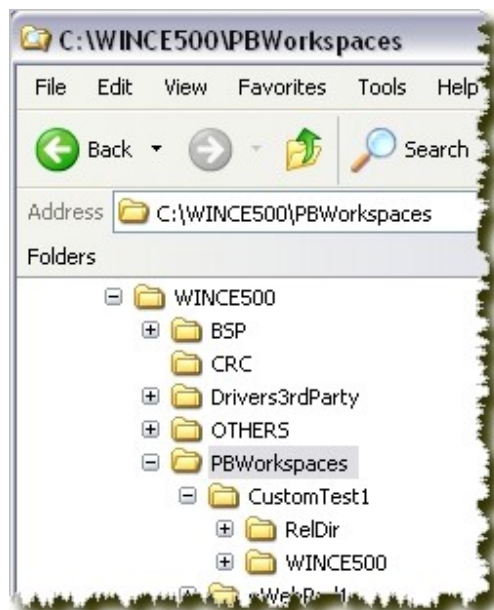 C:\WINCE500\PBWorkspaces
File Edit View Favorites Tools Help
Back Search
Address C:\WINCE500\PBWorkspaces
Folders
WINCE500
BSP
CRC
Drivers3rdParty
OTHERS
PBWorkspaces
CustomTest1
RelDir
WINCE500